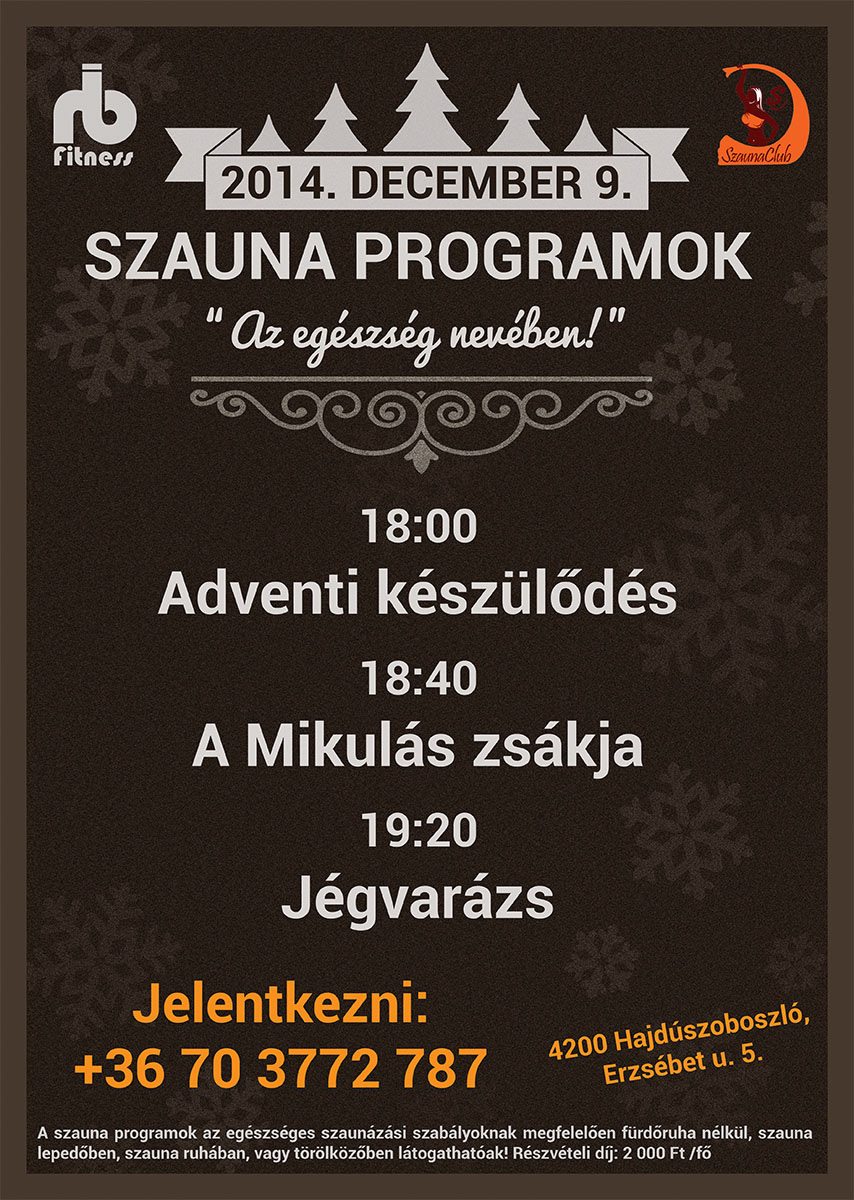 rb
Fitness
SzaunaClub
2014. DECEMBER 9.
SZAUNA PROGRAMOK
“Az egészség nevében!”
18:00
Adventi készülődés
18:40
A Mikulás zsákja
19:20
Jégvarázs
Jelentkezni:
+36 70 3772 787
4200 Hajdúszoboszló,
Erzsébet u. 5.
A szauna programok az egészséges szaunázási szabályoknak megfelelően fürdőruha nélkül, szauna
lepedőben, szauna ruhában, vagy törölközőben látogathatóak! Részvételi díj: 2 000 Ft /fő